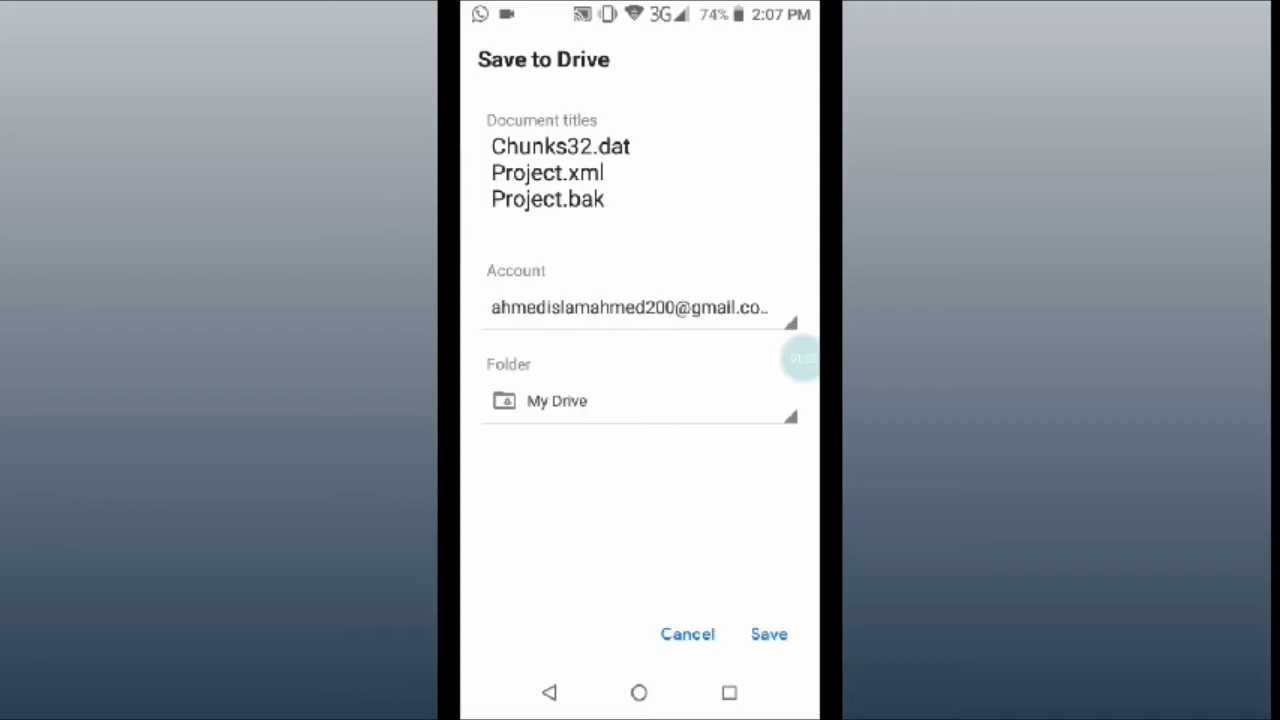 3G 74% 2:07 PM
Save to Drive
Document titles
Chunks32.dat
Project.xml
Project.bak
Account
ahmedislamahmed200@gmail.co..
Folder
My Drive
Cancel Save